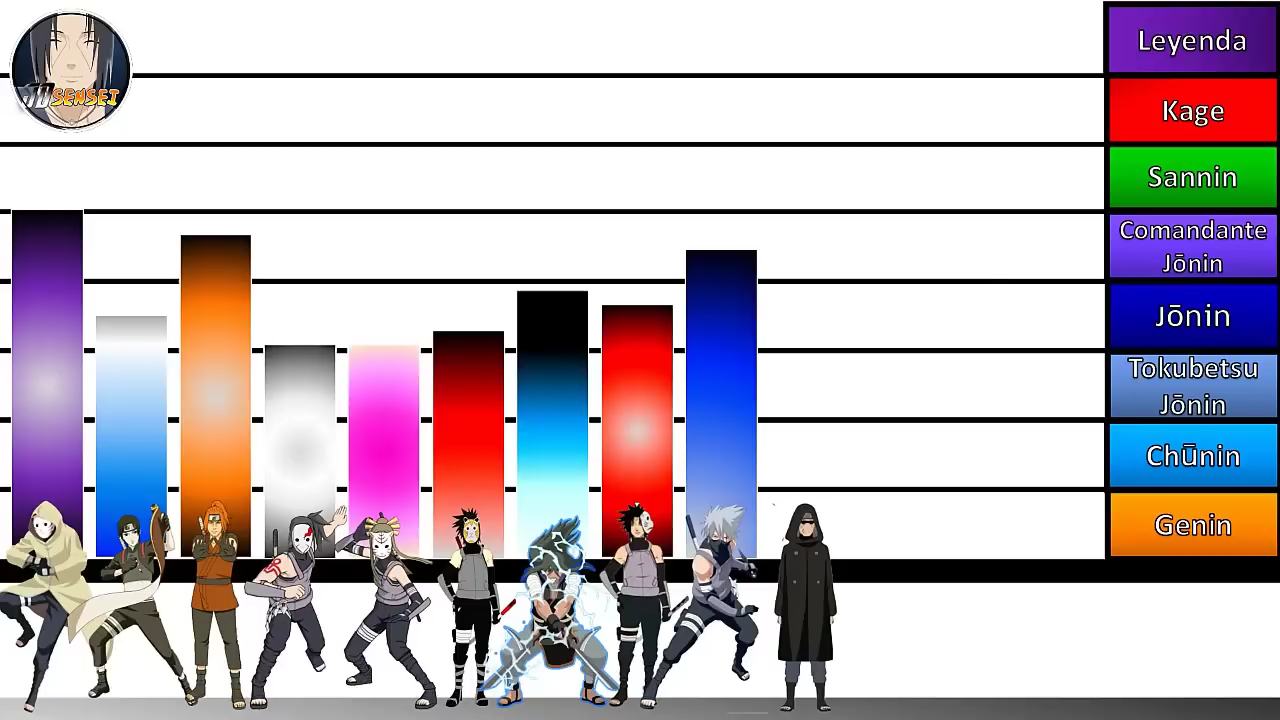 SENSEI
Leyenda
Kage
Sannin
Comandante
Jōnin
Jōnin
Tokubetsu
Jōnin
Chūnin
Genin